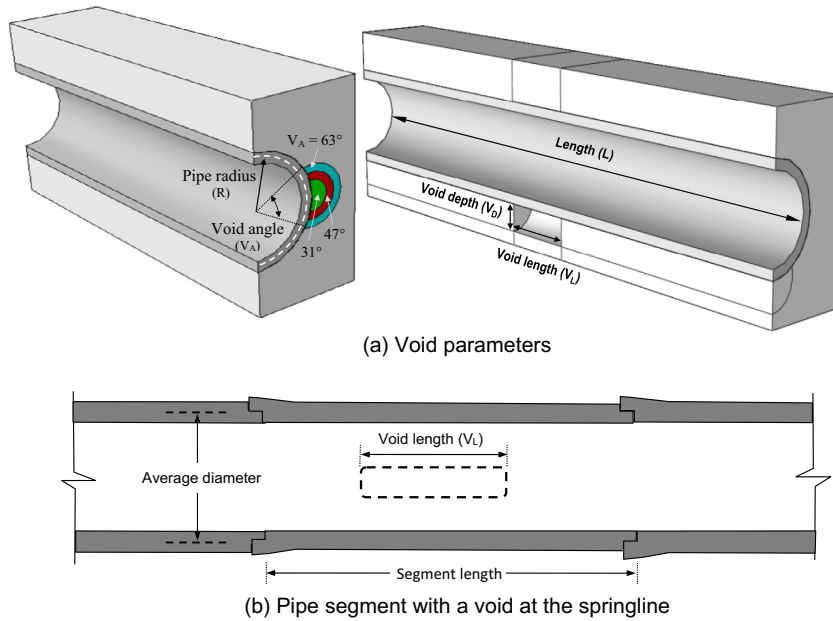 V_A = 63°
Pipe radius
(R)
Void angle
(V_A)
47°
31°
Length (L)
Void depth (V_D)
Void length (V_L)
(a) Void parameters
Void length (V_L)
Average diameter
Segment length
(b) Pipe segment with a void at the springline